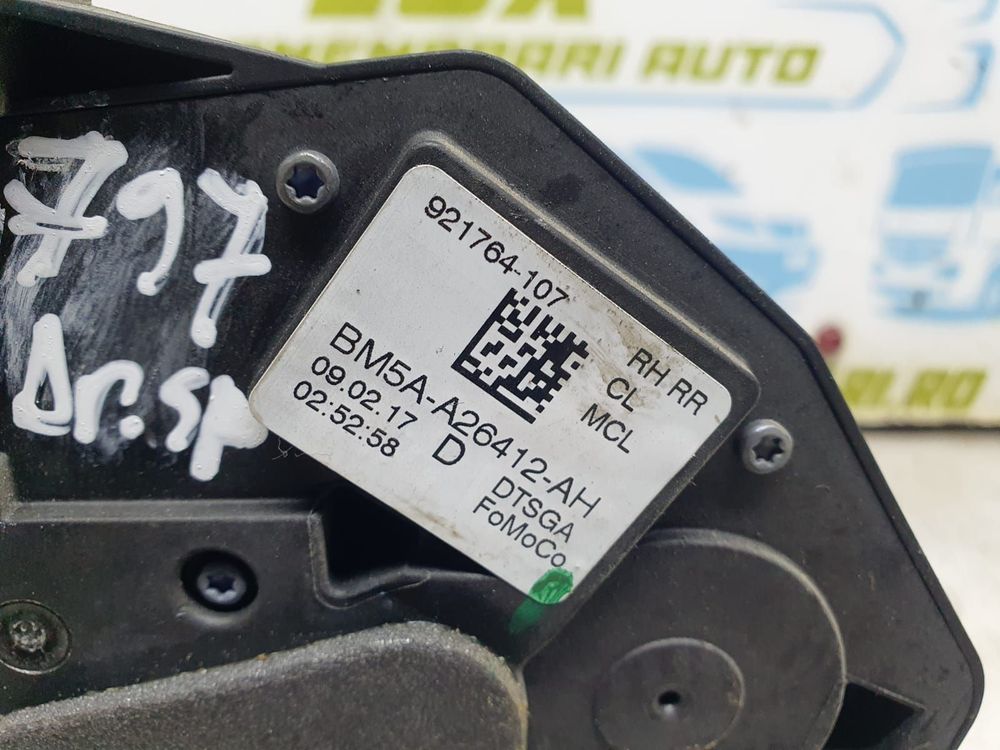 AUTO
797
Dr. sp
921764-107
RH RR
CL
MCL
BM5A-A26412-AH
09.02.17
D
DTSGA
02:52:58
FoMoCo